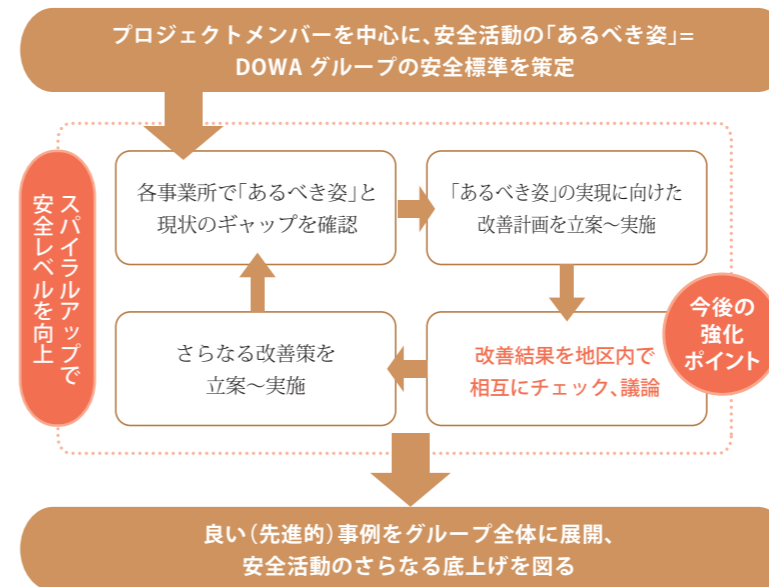 プロジェクトメンバーを中心に、安全活動の「あるべき姿」=
DOWA グループの安全標準を策定
スパイラルアップで
安全レベルを向上
各事業所で「あるべき姿」と
現状のギャップを確認
「あるべき姿」の実現に向けた
改善計画を立案〜実施
今後の
強化
ポイント
改善結果を地区内で
相互にチェック、議論
さらなる改善策を
立案〜実施
良い(先進的)事例をグループ全体に展開、
安全活動のさらなる底上げを図る